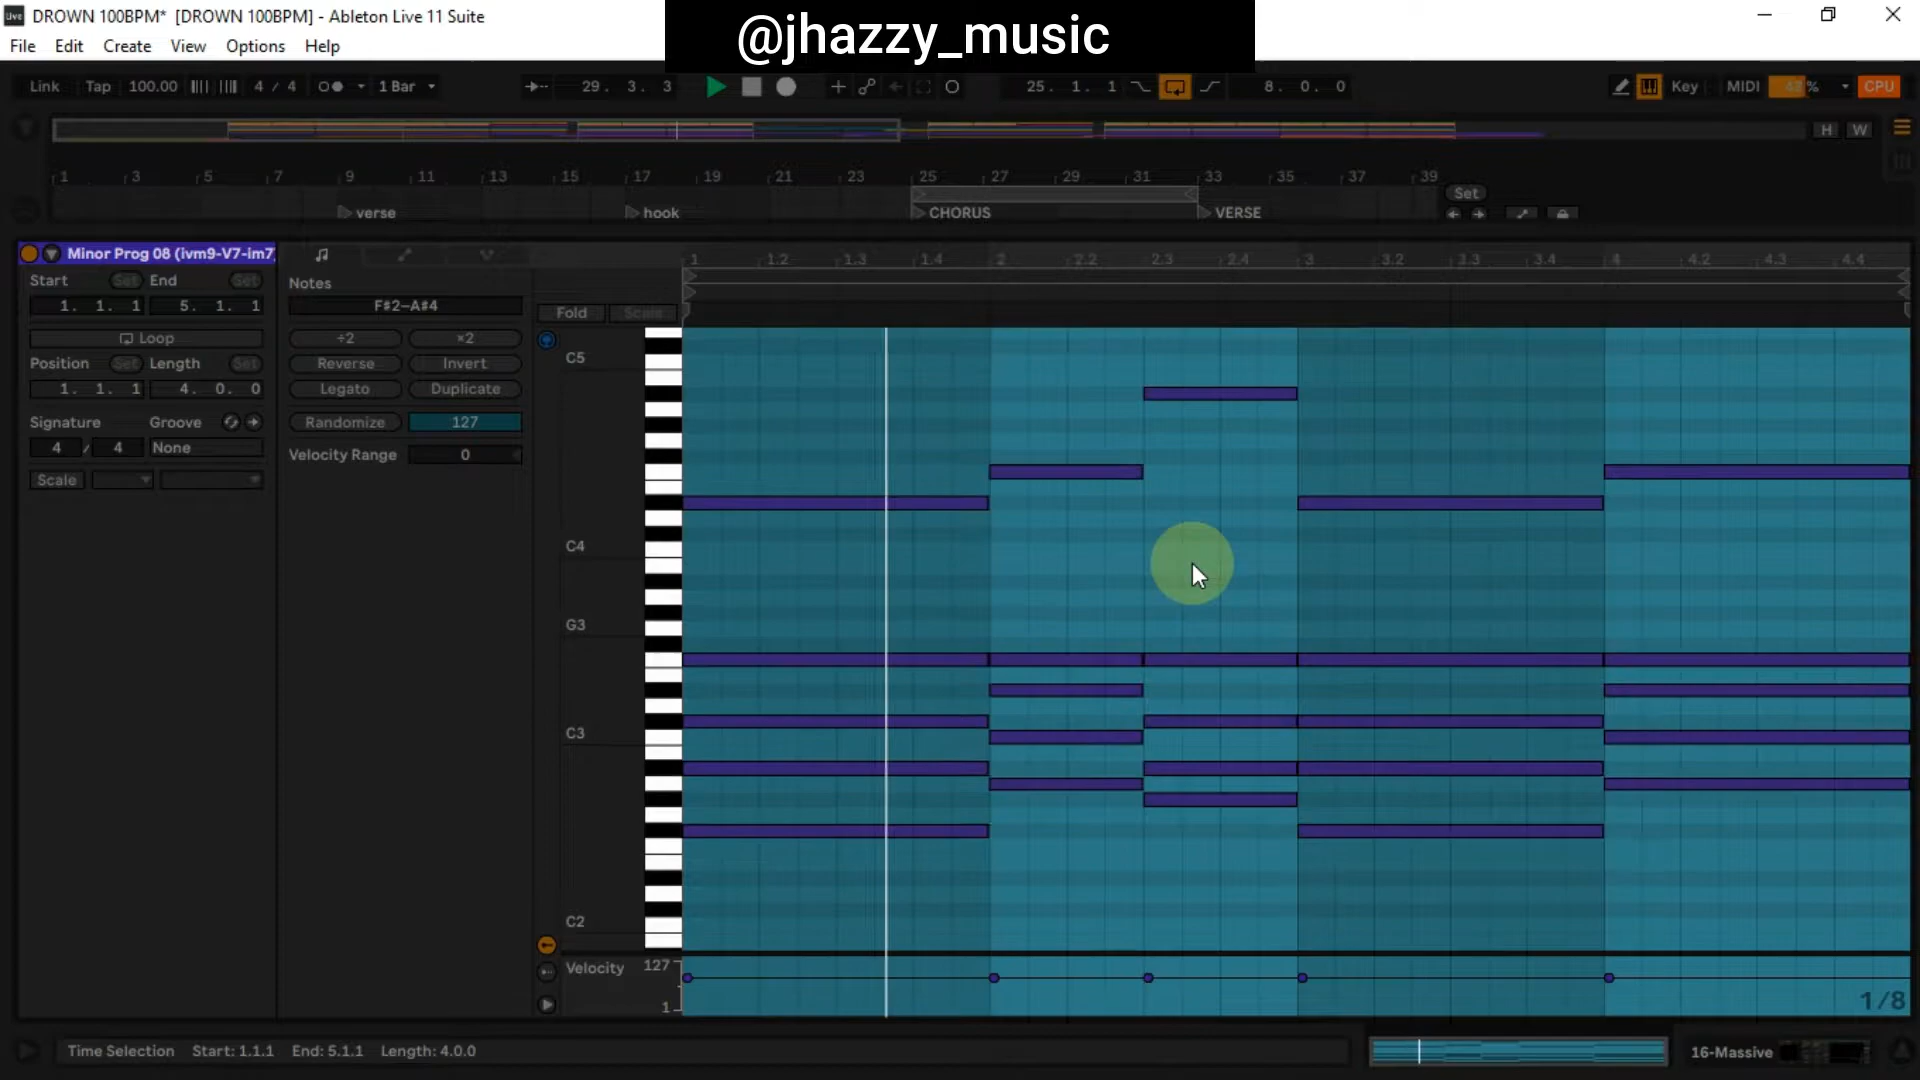 DROWN 100BPM* [DROWN 100BPM] - Ableton Live 11 Suite
@jhazzy_music
File Edit Create View Options Help
Link Tap 100.00 4 / 4 1 Bar 29. 3. 3 25. 1. 1 8. 0. 0 Key MIDI % CPU
H W
1 3 5 7 9 11 13 15 17 19 21 23 25 27 29 31 33 35 37 39
Set
verse hook CHORUS VERSE
Minor Prog 08 (ivm9-V7-im7
Start Set End Set
1. 1. 1 5. 1. 1
Loop
Position Set Length Set
1. 1. 1 4. 0. 0
Signature Groove
4 / 4 None
Scale
Notes
F#2–A#4
÷2 ×2
Reverse Invert
Legato Duplicate
Randomize 127
Velocity Range 0
1 1.2 1.3 1.4 2 2.2 2.3 2.4 3 3.2 3.3 3.4 4 4.2 4.3 4.4
Fold Scale
C5
C4
G3
C3
C2
Velocity 127
1
1/8
Time Selection Start: 1.1.1 End: 5.1.1 Length: 4.0.0
16-Massive